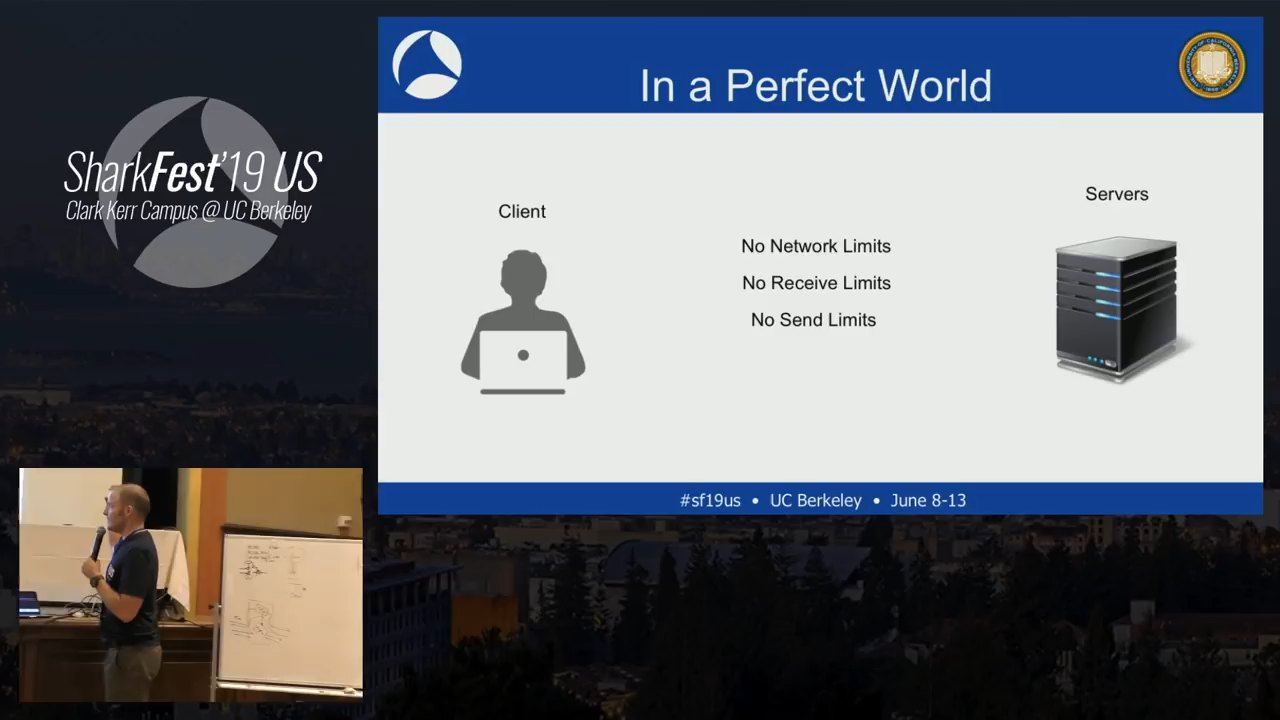 SharkFest'19 US
Clark Kerr Campus @ UC Berkeley
In a Perfect World
Client
Servers
No Network Limits
No Receive Limits
No Send Limits
#sf19us • UC Berkeley • June 8-13